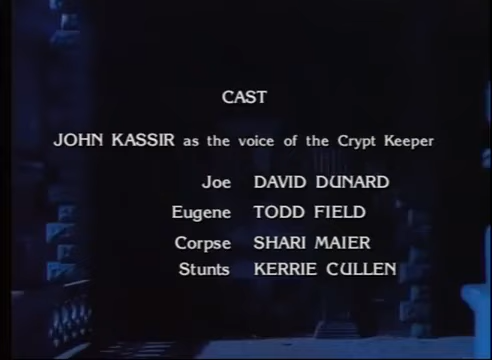 CAST
JOHN KASSIR as the voice of the Crypt Keeper
Joe DAVID DUNARD
Eugene TODD FIELD
Corpse SHARI MAIER
Stunts KERRIE CULLEN